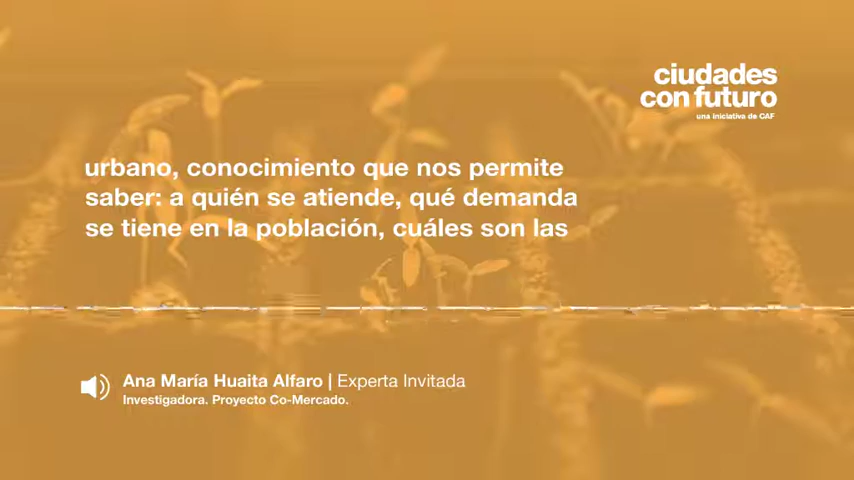 ciudades
con futuro
una iniciativa de CAF
urbano, conocimiento que nos permite
saber: a quién se atiende, qué demanda
se tiene en la población, cuáles son las
Ana María Huaita Alfaro | Experta Invitada
Investigadora. Proyecto Co-Mercado.